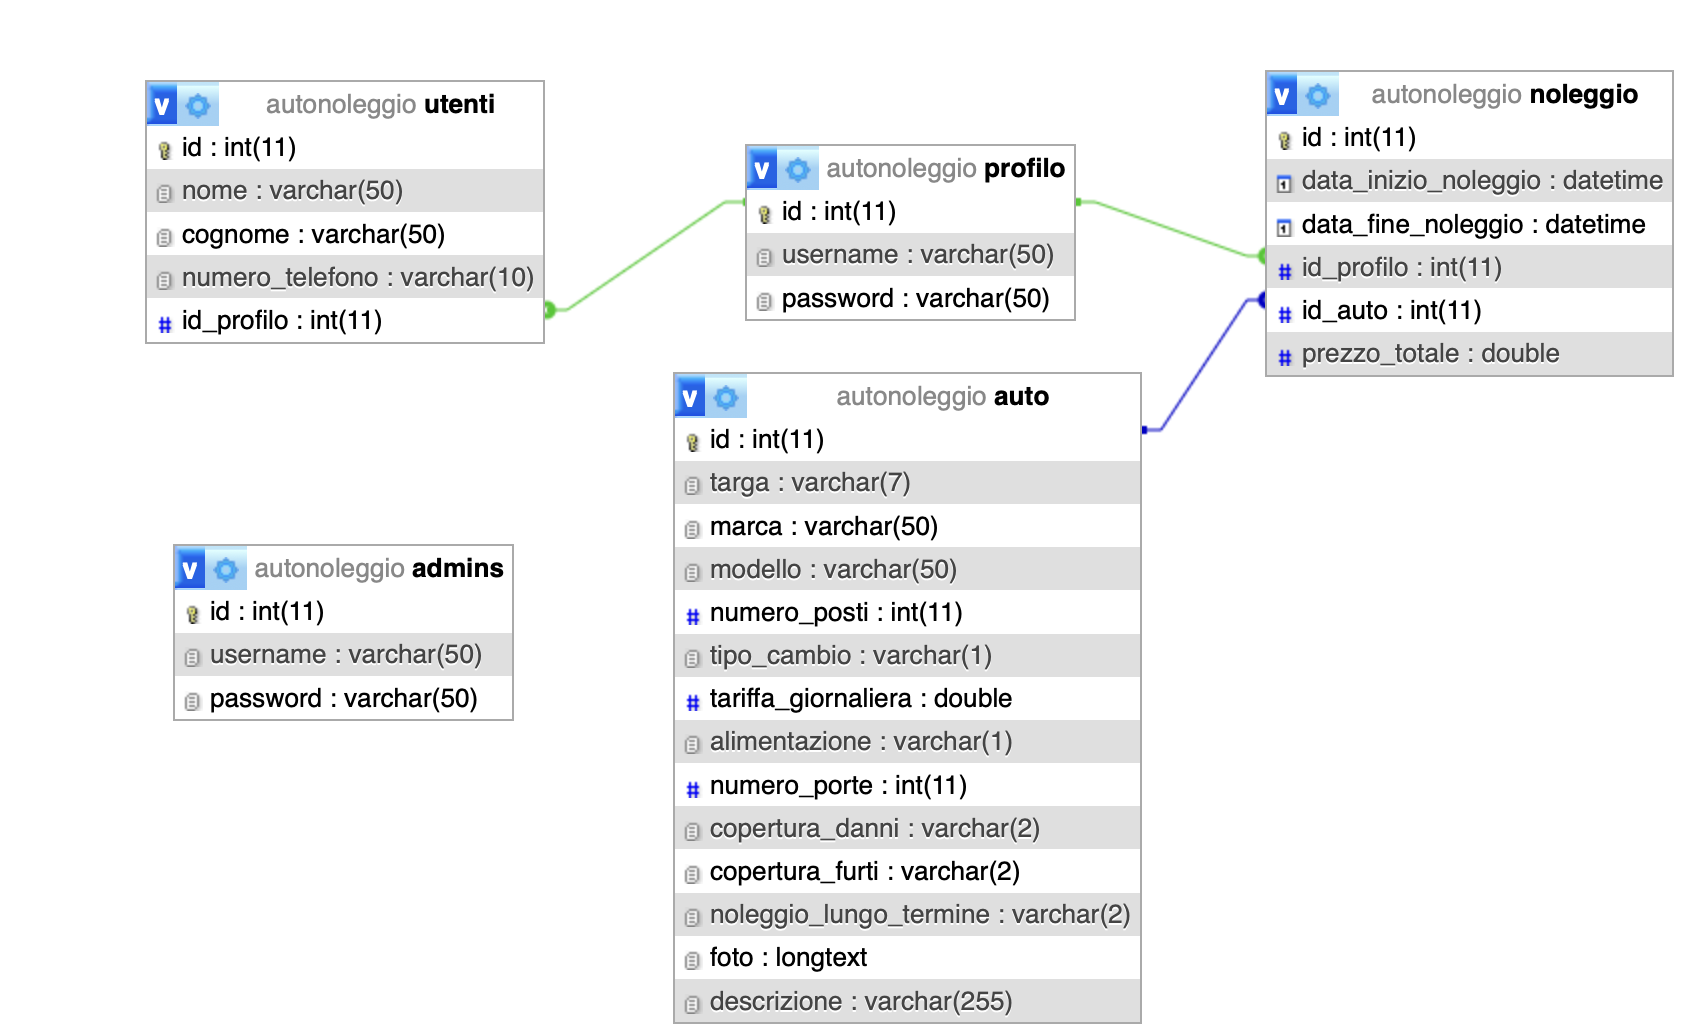 v autonoleggio utenti
id : int(11)
nome : varchar(50)
cognome : varchar(50)
numero_telefono : varchar(10)
# id_profilo : int(11)
v autonoleggio profilo
id : int(11)
username : varchar(50)
password : varchar(50)
v autonoleggio noleggio
id : int(11)
1 data_inizio_noleggio : datetime
1 data_fine_noleggio : datetime
# id_profilo : int(11)
# id_auto : int(11)
# prezzo_totale : double
v autonoleggio auto
id : int(11)
targa : varchar(7)
marca : varchar(50)
modello : varchar(50)
# numero_posti : int(11)
tipo_cambio : varchar(1)
# tariffa_giornaliera : double
alimentazione : varchar(1)
# numero_porte : int(11)
copertura_danni : varchar(2)
copertura_furti : varchar(2)
noleggio_lungo_termine : varchar(2)
foto : longtext
descrizione : varchar(255)
v autonoleggio admins
id : int(11)
username : varchar(50)
password : varchar(50)